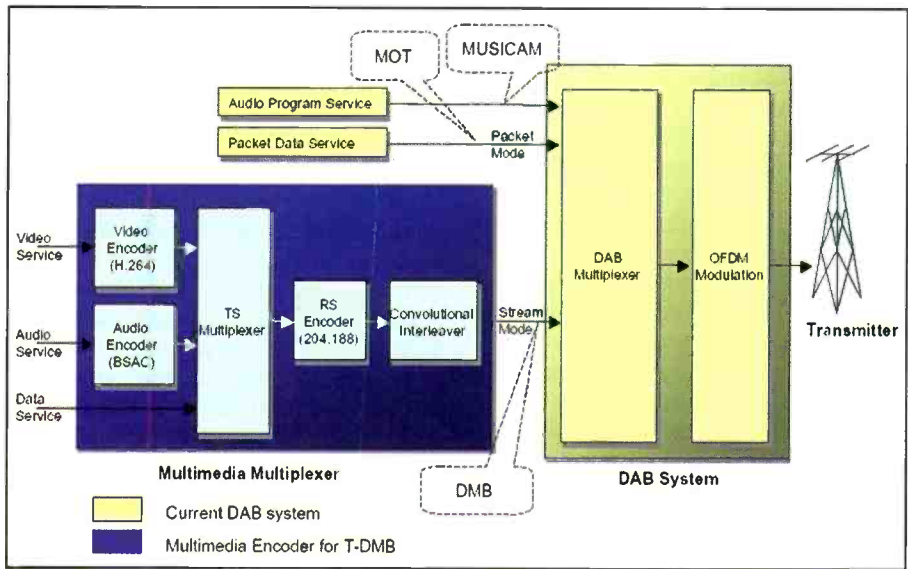 MOT
MUSICAM
Audio Program Service
Packet Data Service
Packet
Mode
Video
Service
Video
Encoder
(H.264)
Audio
Service
Audio
Encoder
(BSAC)
Data
Service
TS
Multiplexer
RS
Encoder
(204.188)
Convolutional
Interleaver
Stream
Mode
DAB
Multiplexer
OFDM
Modulation
Transmitter
Multimedia Multiplexer
DMB
DAB System
Current DAB system
Multimedia Encoder for T-DMB